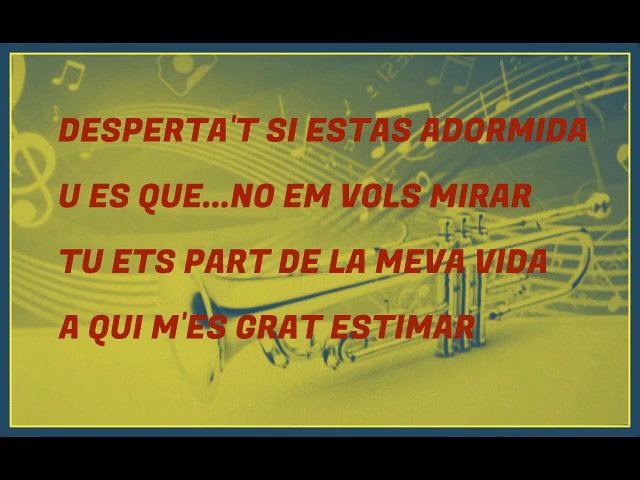 DESPERTA'T SI ESTAS ADORMIDA
U ES QUE...NO EM VOLS MIRAR
TU ETS PART DE LA MEVA VIDA
A QUI M'ES GRAT ESTIMAR